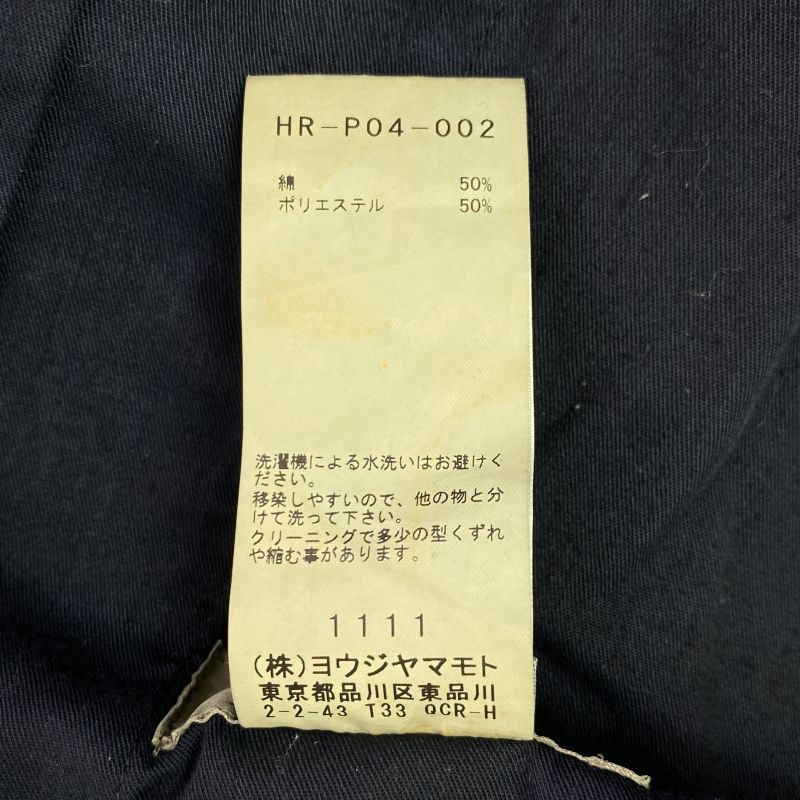 HR-P04-002
綿 50%
ポリエステル 50%
洗濯機による水洗いはお避けく
ださい。
移染しやすいので、他の物と分
けて洗って下さい。
クリーニングで多少の型くずれ
や縮む事があります。
1111
(株)ヨウジヤマモト
東京都品川区東品川
2-2-43 T33 QCR-H